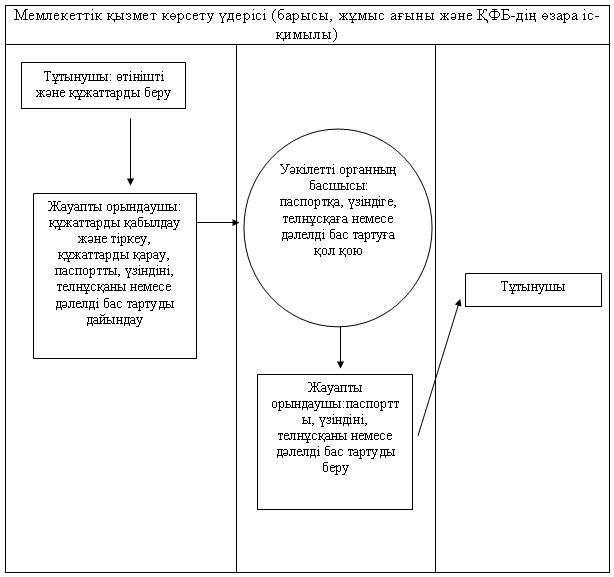 Мемлекеттік қызмет көрсету үдерісі (барысы, жұмыс ағыны және ҚФБ-дің өзара іс-
қимылы)
Тұтынушы: өтінішті
және құжаттарды беру
Жауапты орындаушы:
құжаттарды қабылдау
және тіркеу,
құжаттарды қарау,
паспортты, үзіндіні,
телнұсқаны немесе
дәлелді бас тартуды
дайындау
Уәкілетті органның
басшысы:
паспортқа, үзіндіге,
телнұсқаға немесе
дәлелді бас тартуға
қол қою
Жауапты
орындаушы:паспортт
ы, үзіндіні,
телнұсқаны немесе
дәлелді бас тартуды
беру
Тұтынушы